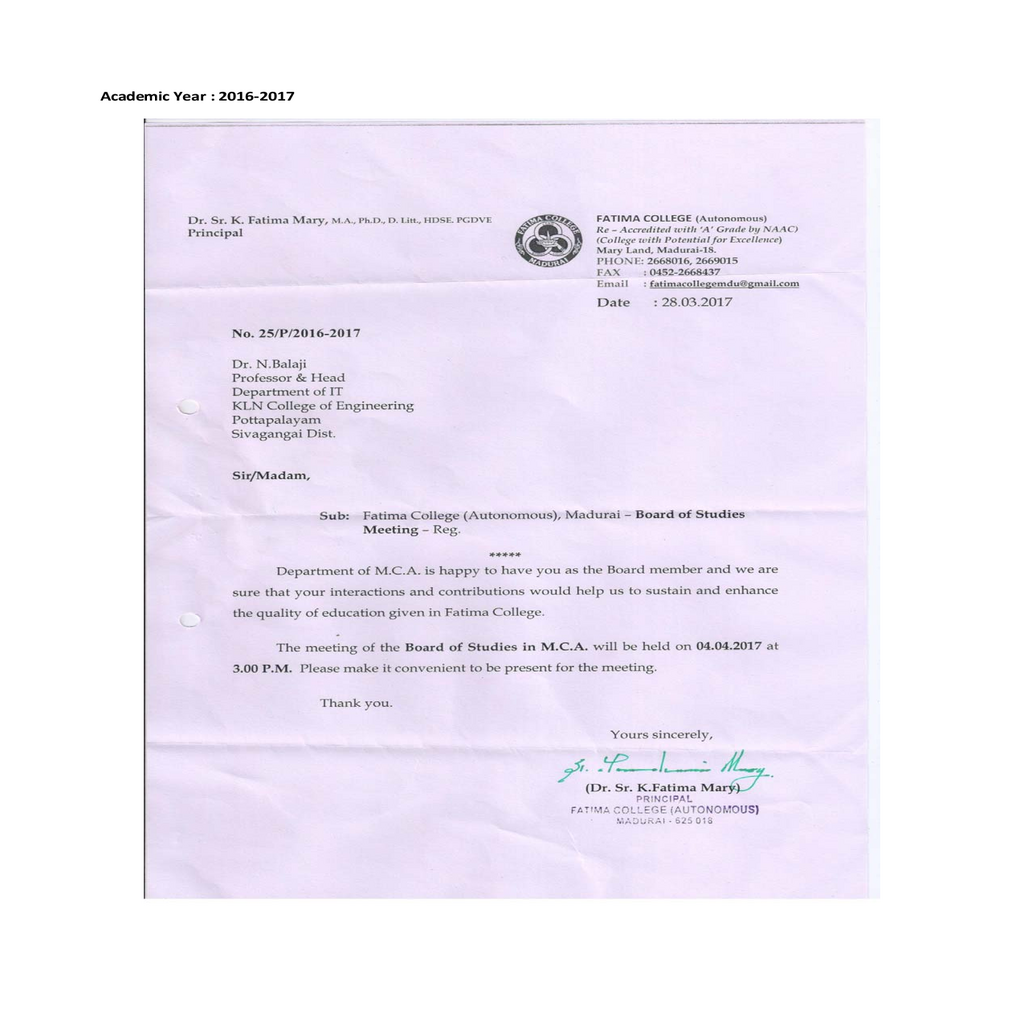 Academic Year : 2016-2017
Dr. Sr. K. Fatima Mary, M.A., Ph.D., D. Litt., HDSE. PGDVE
Principal
FATIMA COLLEGE
MADURAI
FATIMA COLLEGE (Autonomous)
Re – Accredited with 'A' Grade by NAAC)
(College with Potential for Excellence)
Mary Land, Madurai-18.
PHONE: 2668016, 2669015
FAX : 0452-2668437
Email : fatimacollegemdu@gmail.com
Date : 28.03.2017
No. 25/P/2016-2017
Dr. N.Balaji
Professor & Head
Department of IT
KLN College of Engineering
Pottapalayam
Sivagangai Dist.
Sir/Madam,
Sub: Fatima College (Autonomous), Madurai – Board of Studies
Meeting – Reg.
*****
Department of M.C.A. is happy to have you as the Board member and we are
sure that your interactions and contributions would help us to sustain and enhance
the quality of education given in Fatima College.
The meeting of the Board of Studies in M.C.A. will be held on 04.04.2017 at
3.00 P.M. Please make it convenient to be present for the meeting.
Thank you.
Yours sincerely,
(Dr. Sr. K.Fatima Mary)
PRINCIPAL
FATIMA COLLEGE (AUTONOMOUS)
MADURAI - 625 018